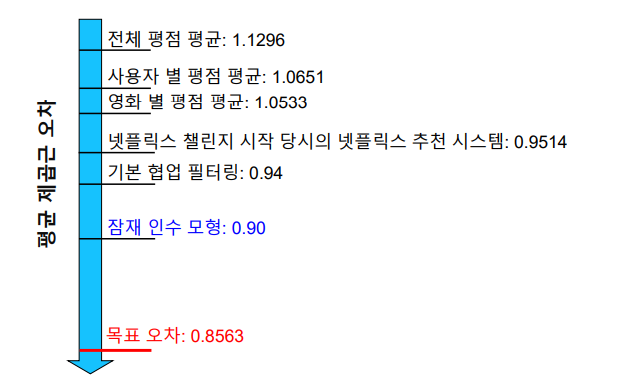 전체 평점 평균: 1.1296
사용자 별 평점 평균: 1.0651
영화 별 평점 평균: 1.0533
넷플릭스 챌린지 시작 당시의 넷플릭스 추천 시스템: 0.9514
기본 협업 필터링: 0.94
잠재 인수 모형: 0.90
목표 오차: 0.8563
평균 제곱근 오차